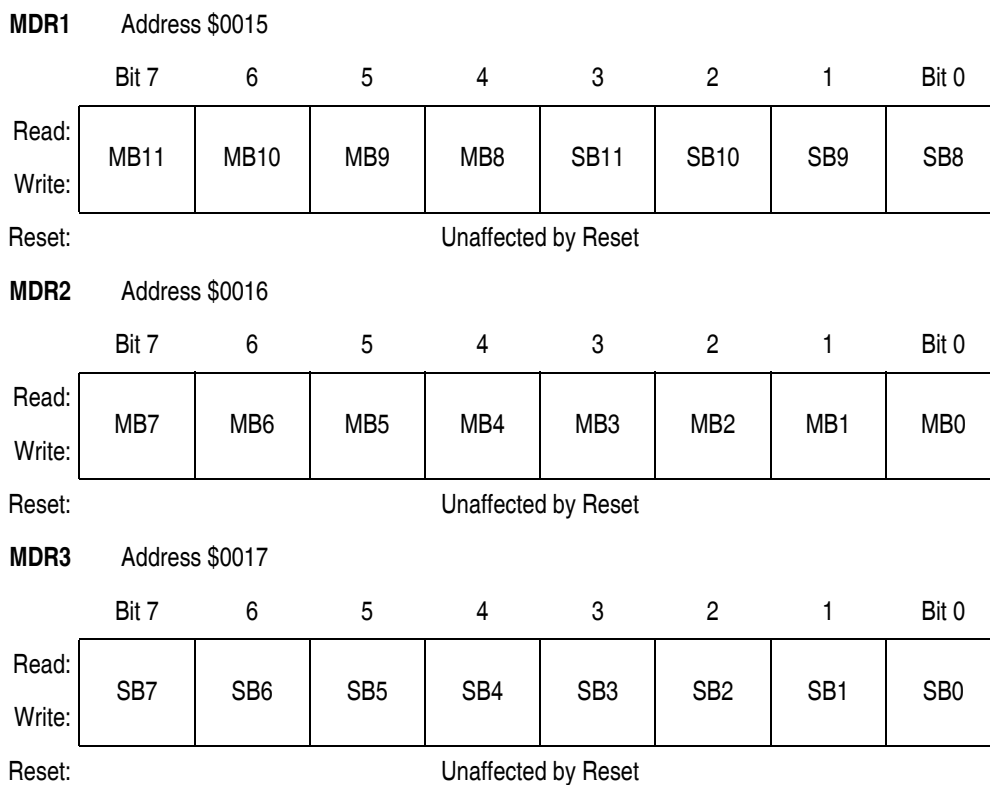 MDR1 Address $0015
Bit 7 6 5 4 3 2 1 Bit 0
Read:
MB11 MB10 MB9 MB8 SB11 SB10 SB9 SB8
Write:
Reset: Unaffected by Reset
MDR2 Address $0016
Bit 7 6 5 4 3 2 1 Bit 0
Read:
MB7 MB6 MB5 MB4 MB3 MB2 MB1 MB0
Write:
Reset: Unaffected by Reset
MDR3 Address $0017
Bit 7 6 5 4 3 2 1 Bit 0
Read:
SB7 SB6 SB5 SB4 SB3 SB2 SB1 SB0
Write:
Reset: Unaffected by Reset